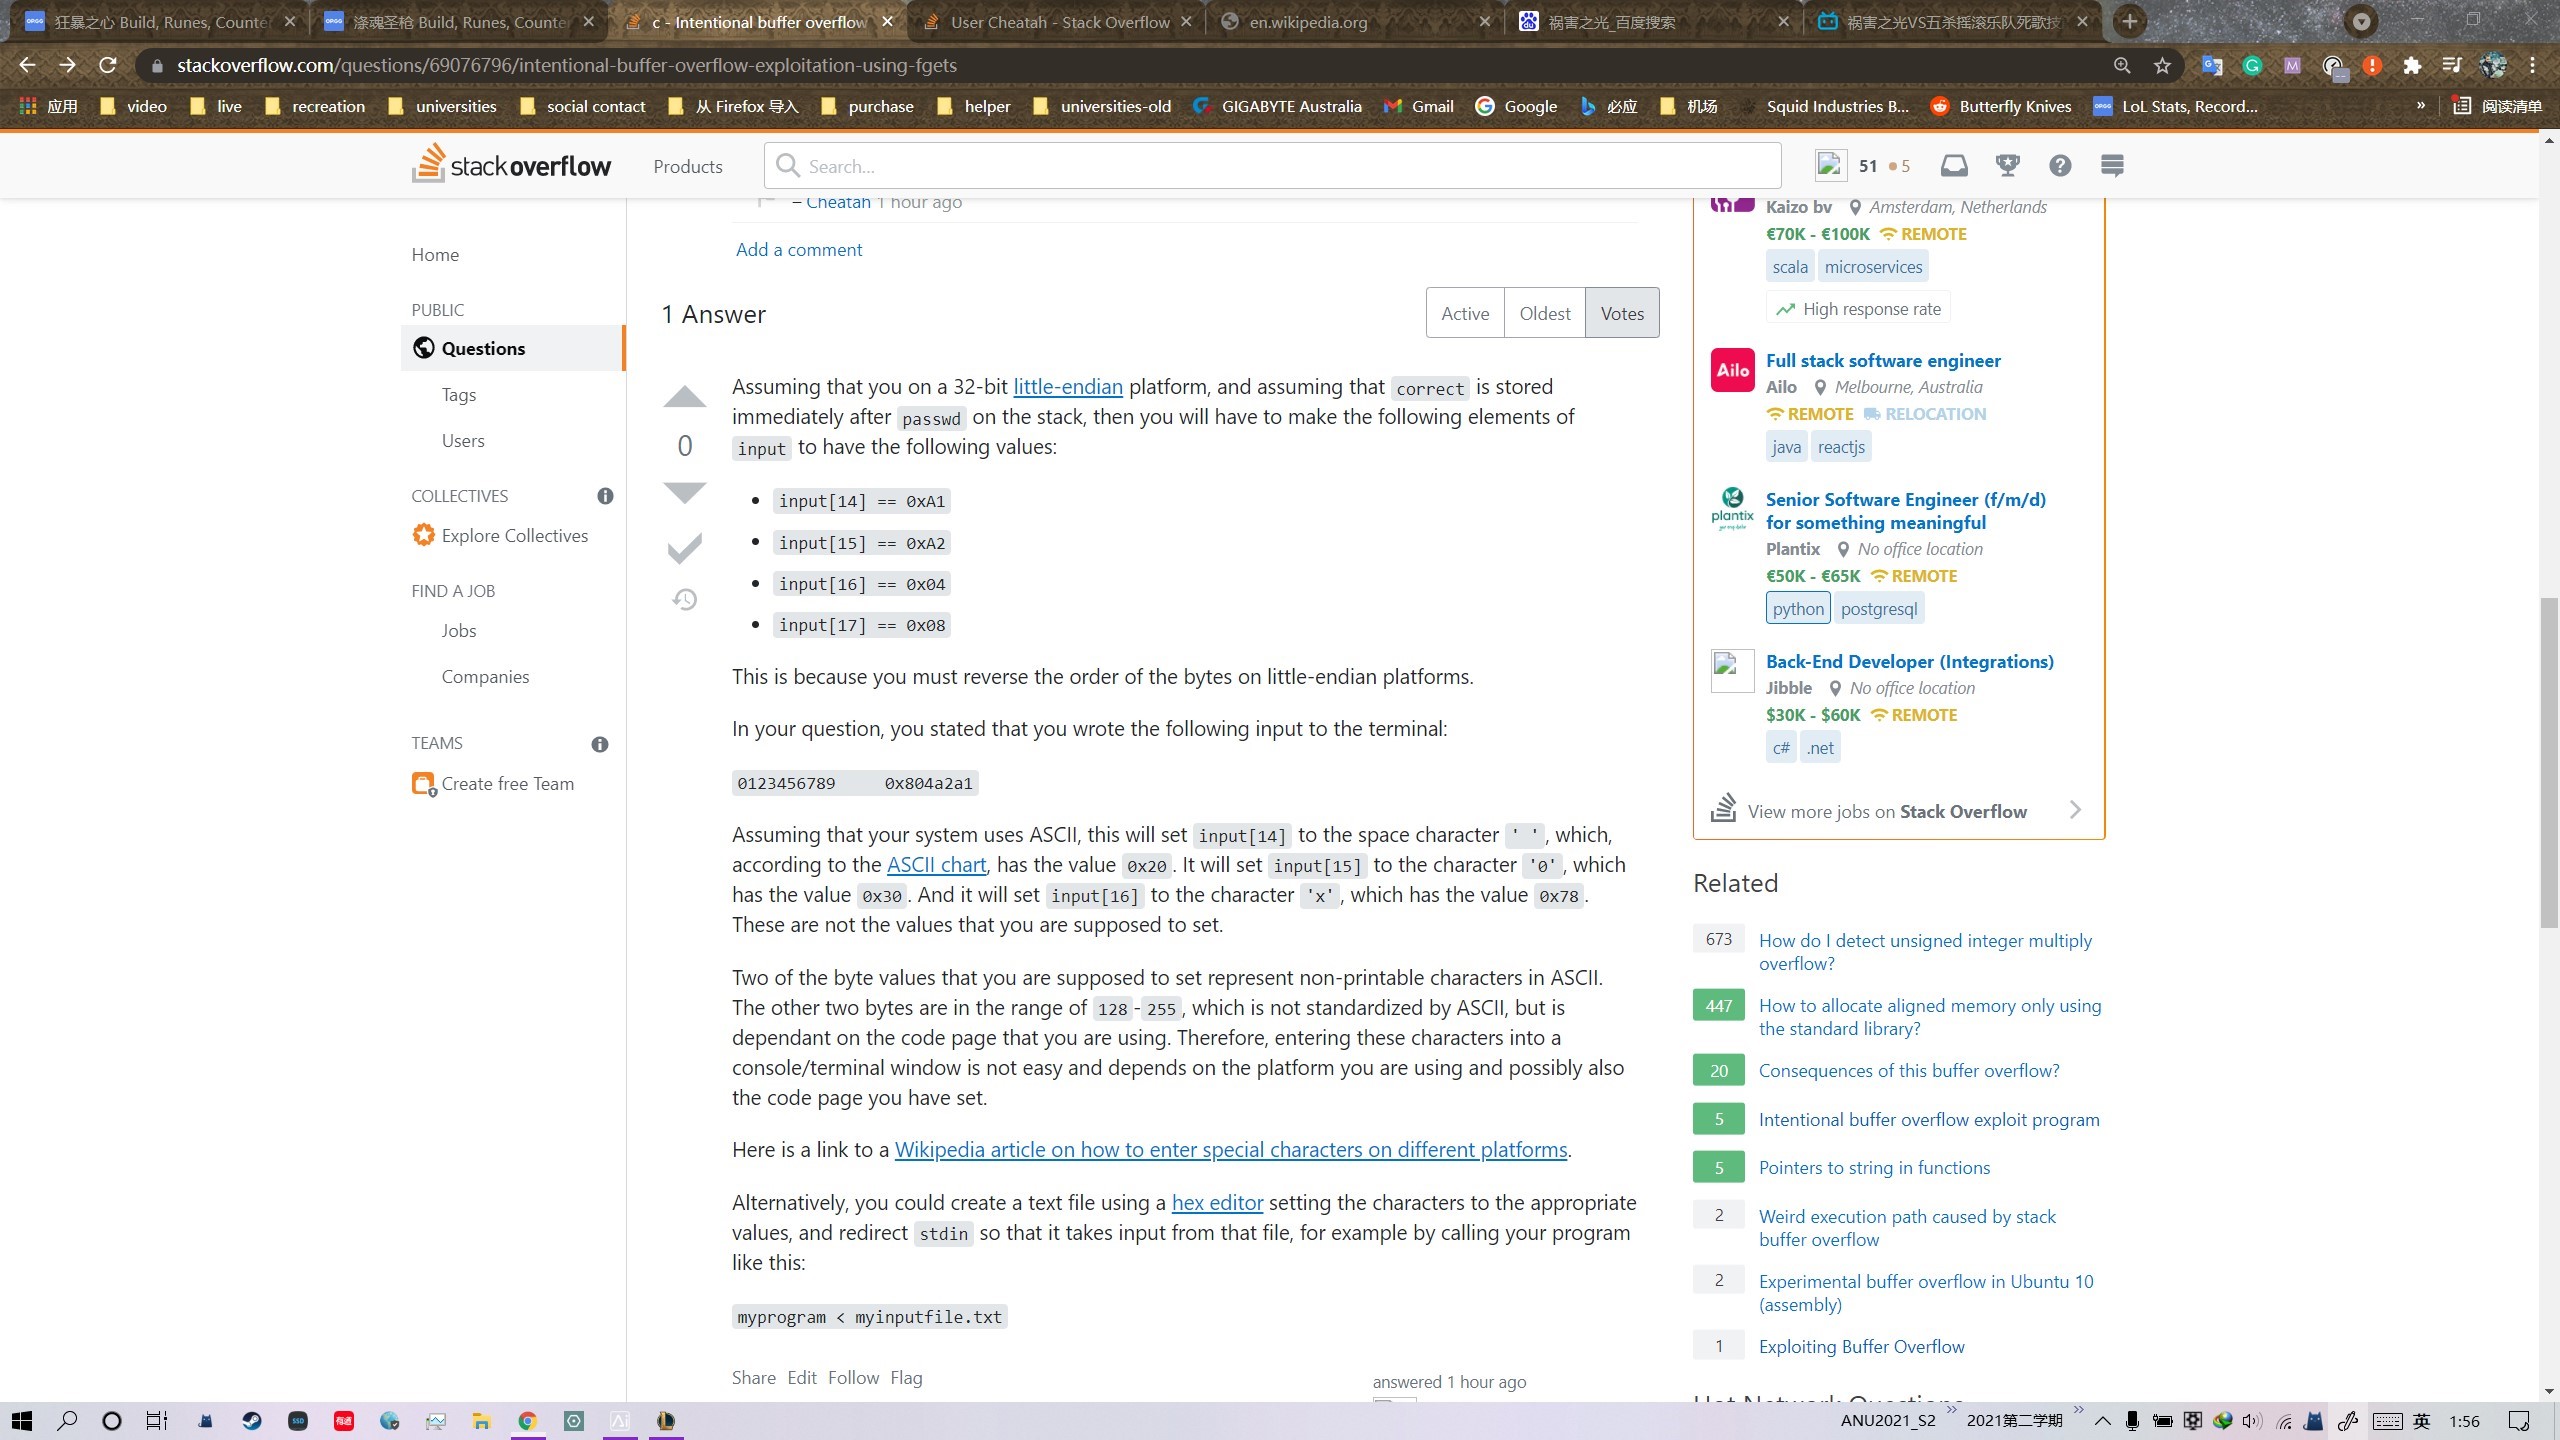 狂暴之心 Build, Runes, Counte
涤魂圣枪 Build, Runes, Counte
c - Intentional buffer overflow
User Cheatah - Stack Overflow
en.wikipedia.org
祸害之光_百度搜索
祸害之光VS五杀摇滚乐队死歌技
stackoverflow.com/questions/69076796/intentional-buffer-overflow-exploitation-using-fgets
应用
video
live
recreation
universities
social contact
从 Firefox 导入
purchase
helper
universities-old
GIGABYTE Australia
Gmail
Google
必应
机场
Squid Industries B...
Butterfly Knives
LoL Stats, Record...
»
阅读清单
stackoverflow
Products
Search...
51 5
Home
PUBLIC
Questions
Tags
Users
COLLECTIVES
Explore Collectives
FIND A JOB
Jobs
Companies
TEAMS
Create free Team
– Cheatah 1 hour ago
Add a comment
1 Answer
Active
Oldest
Votes
0
Assuming that you on a 32-bit little-endian platform, and assuming that correct is stored
immediately after passwd on the stack, then you will have to make the following elements of
input to have the following values:
• input[14] == 0xA1
• input[15] == 0xA2
• input[16] == 0x04
• input[17] == 0x08
This is because you must reverse the order of the bytes on little-endian platforms.
In your question, you stated that you wrote the following input to the terminal:
0123456789     0x804a2a1
Assuming that your system uses ASCII, this will set input[14] to the space character ' ', which,
according to the ASCII chart, has the value 0x20. It will set input[15] to the character '0', which
has the value 0x30. And it will set input[16] to the character 'x', which has the value 0x78.
These are not the values that you are supposed to set.
Two of the byte values that you are supposed to set represent non-printable characters in ASCII.
The other two bytes are in the range of 128-255, which is not standardized by ASCII, but is
dependant on the code page that you are using. Therefore, entering these characters into a
console/terminal window is not easy and depends on the platform you are using and possibly also
the code page you have set.
Here is a link to a Wikipedia article on how to enter special characters on different platforms.
Alternatively, you could create a text file using a hex editor setting the characters to the appropriate
values, and redirect stdin so that it takes input from that file, for example by calling your program
like this:
myprogram < myinputfile.txt
Share Edit Follow Flag
answered 1 hour ago
Kaizo bv Amsterdam, Netherlands
€70K - €100K REMOTE
scala microservices
High response rate
Ailo
Full stack software engineer
Ailo Melbourne, Australia
REMOTE RELOCATION
java reactjs
plantix
Senior Software Engineer (f/m/d)
for something meaningful
Plantix No office location
€50K - €65K REMOTE
python postgresql
Back-End Developer (Integrations)
Jibble No office location
$30K - $60K REMOTE
c# .net
View more jobs on Stack Overflow
Related
673 How do I detect unsigned integer multiply
overflow?
447 How to allocate aligned memory only using
the standard library?
20 Consequences of this buffer overflow?
5 Intentional buffer overflow exploit program
5 Pointers to string in functions
2 Weird execution path caused by stack
buffer overflow
2 Experimental buffer overflow in Ubuntu 10
(assembly)
1 Exploiting Buffer Overflow
Hot Network Questions
ANU2021_S2 »
2021第二学期 »
英
1:56